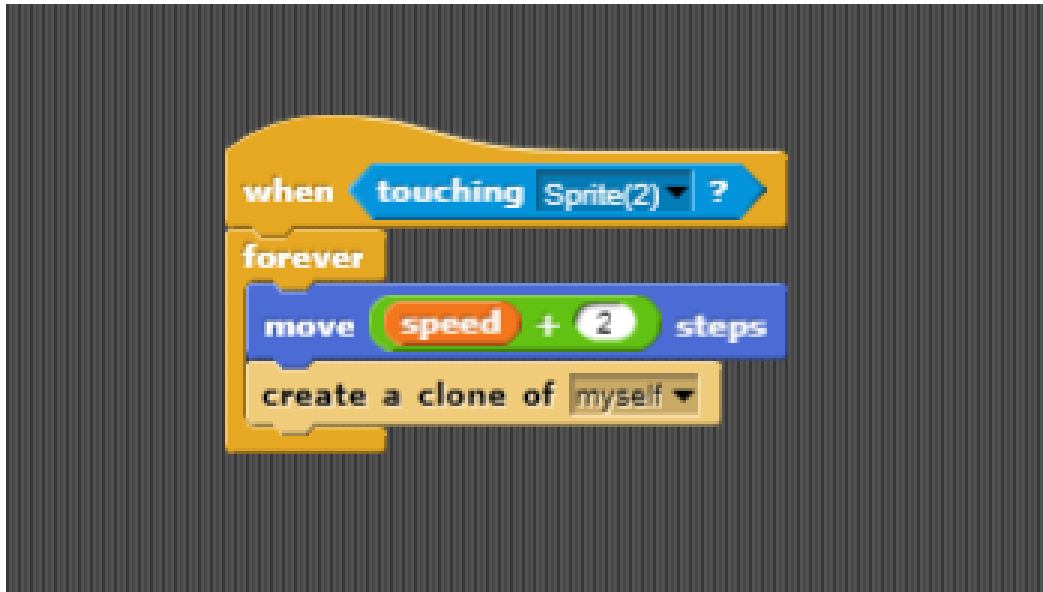 when touching Sprite(2) ?
forever
move speed + 2 steps
create a clone of myself